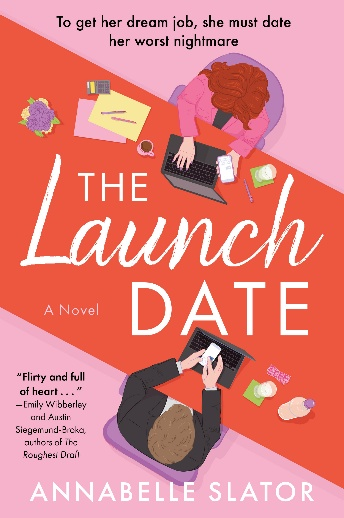 To get her dream job, she must date
her worst nightmare
THE
Launch
DATE
A Novel
“Flirty and full
of heart . . .”
—Emily Wibberley
and Austin
Siegemund-Broka,
authors of The
Roughest Draft
ANNABELLE SLATOR